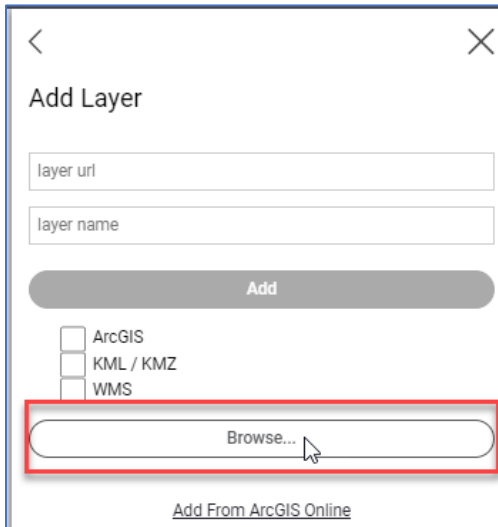 Add Layer
layer url
layer name
Add
ArcGIS
KML / KMZ
WMS
Browse...
Add From ArcGIS Online